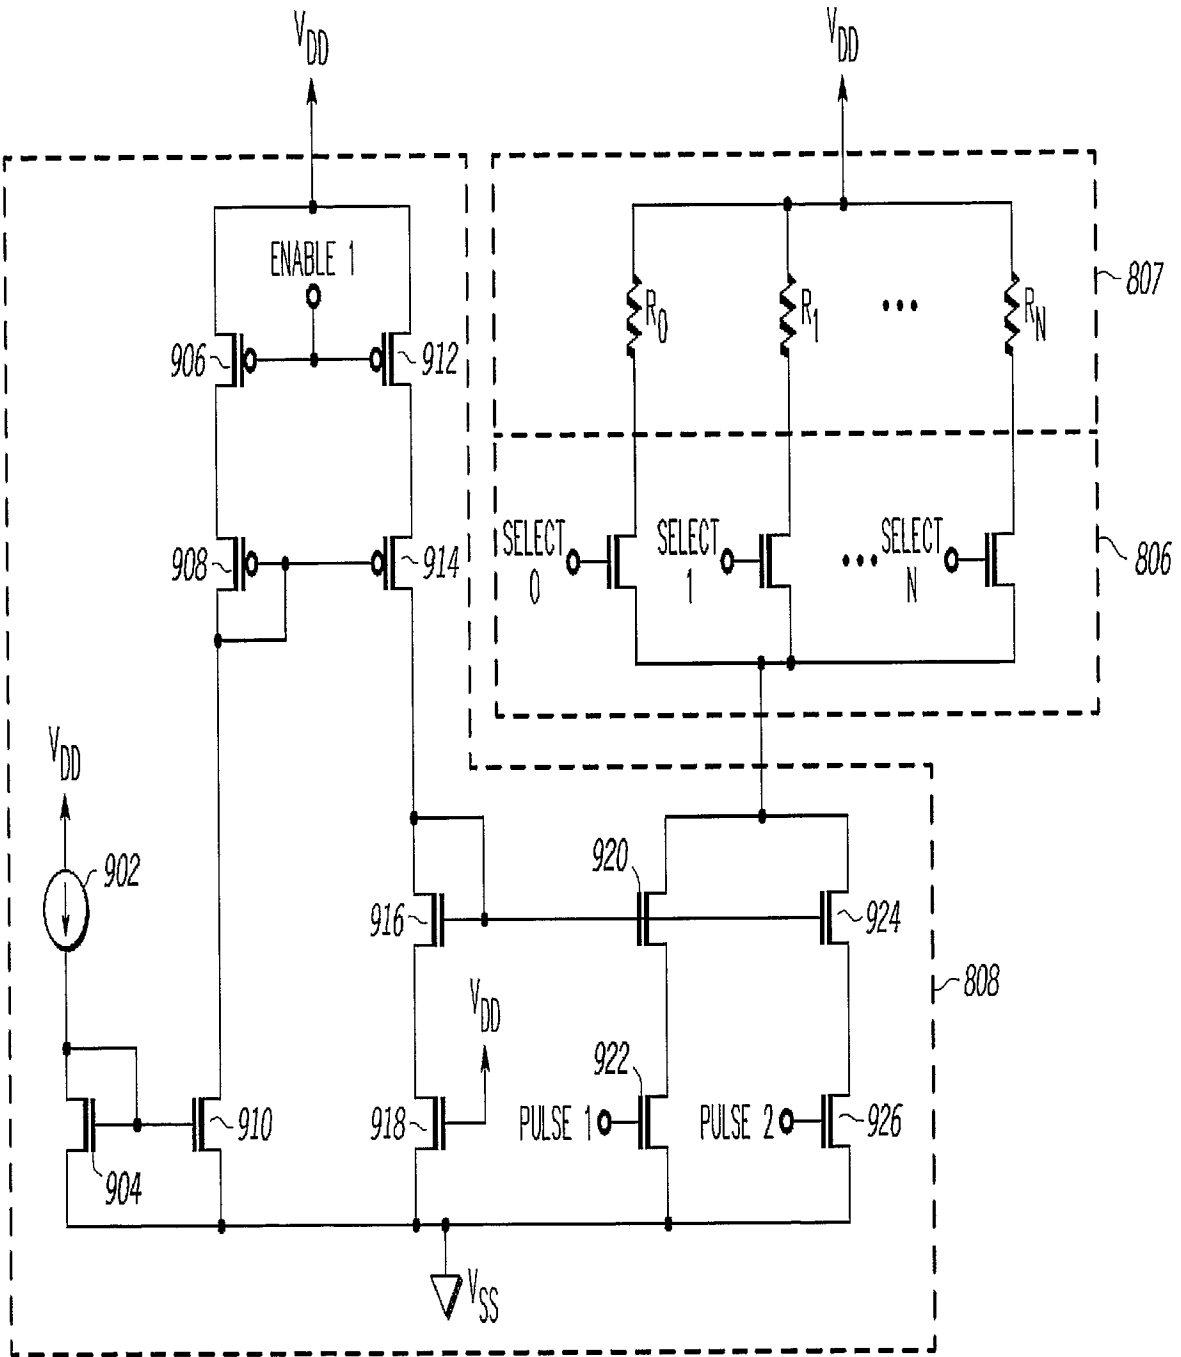 VDD
VDD
ENABLE 1
R0
R1
•••
RN
807
906
912
SELECT
0
SELECT
1
•••
SELECT
N
806
908
914
VDD
902
920
916
924
VDD
808
922
918
PULSE 1
PULSE 2
926
910
904
VSS